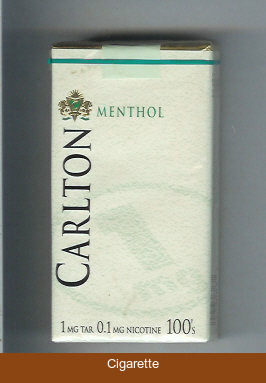 MENTHOL
CARLTON
1 MG TAR 0.1 MG NICOTINE 100's
Cigarette